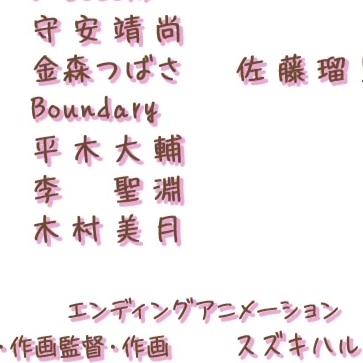 守安靖尚
金森つばさ 佐藤瑠
Boundary
平木大輔
李 聖淵
木村美月
エンディングアニメーション
・作画監督・作画 スズキハル